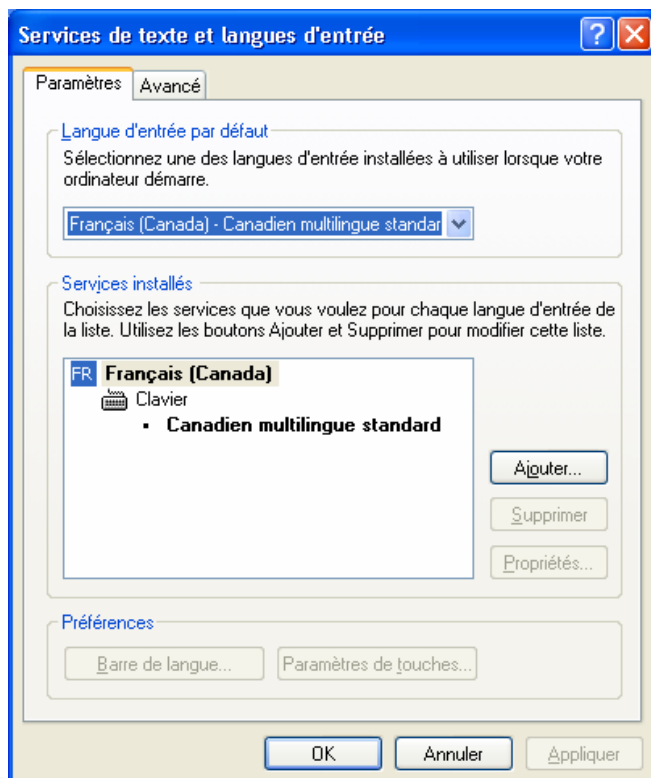 Services de texte et langues d'entrée
Paramètres
Avancé
Langue d'entrée par défaut
Sélectionnez une des langues d'entrée installées à utiliser lorsque votre
ordinateur démarre.
Français (Canada) - Canadien multilingue standar
Services installés
Choisissez les services que vous voulez pour chaque langue d'entrée de
la liste. Utilisez les boutons Ajouter et Supprimer pour modifier cette liste.
FR Français (Canada)
Clavier
Canadien multilingue standard
Ajouter...
Supprimer
Propriétés...
Préférences
Barre de langue...
Paramètres de touches...
OK
Annuler
Appliquer